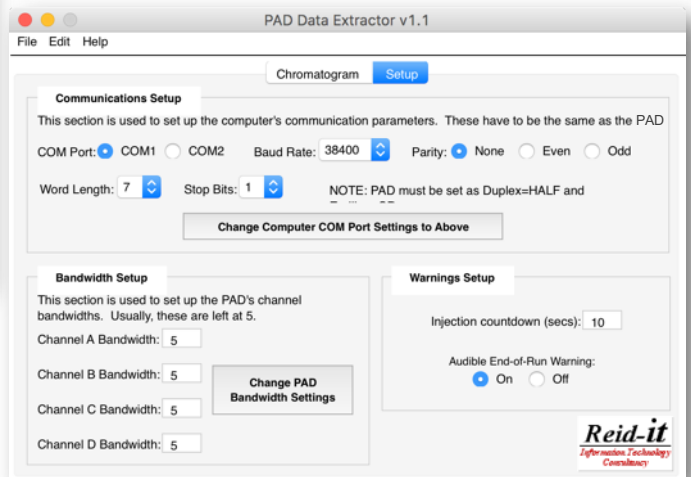 PAD Data Extractor v1.1
File Edit Help
Chromatogram Setup
Communications Setup
This section is used to set up the computer's communication parameters. These have to be the same as the PAD
COM Port: COM1 COM2 Baud Rate: 38400 Parity: None Even Odd
Word Length: 7 Stop Bits: 1 NOTE: PAD must be set as Duplex=HALF and
Change Computer COM Port Settings to Above
Bandwidth Setup
This section is used to set up the PAD's channel
bandwidths. Usually, these are left at 5.
Channel A Bandwidth: 5
Channel B Bandwidth: 5
Channel C Bandwidth: 5
Channel D Bandwidth: 5
Change PAD
Bandwidth Settings
Warnings Setup
Injection countdown (secs): 10
Audible End-of-Run Warning:
On Off
Reid-it
Information Technology
Consultancy